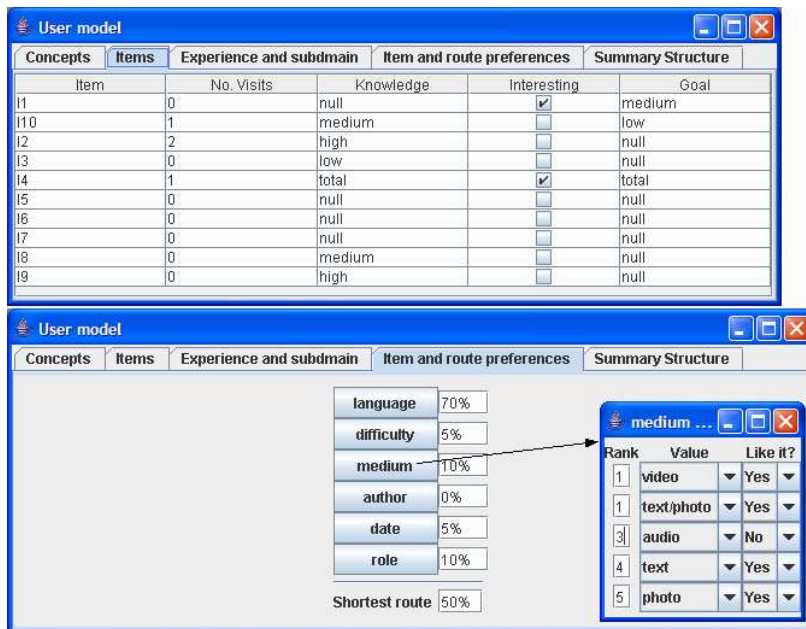 User model
Concepts Items Experience and subdmain Item and route preferences Summary Structure
Item No. Visits Knowledge Interesting Goal
I1 0 null medium
I10 1 medium low
I2 2 high null
I3 0 low null
I4 1 total total
I5 0 null null
I6 0 null null
I7 0 null null
I8 0 medium null
I9 0 high null
User model
Concepts Items Experience and subdmain Item and route preferences Summary Structure
language 70%
difficulty 5%
medium 10%
author 0%
date 5%
role 10%
Shortest route 50%
medium ...
Rank Value Like it?
1 video Yes
1 text/photo Yes
3 audio No
4 text Yes
5 photo Yes